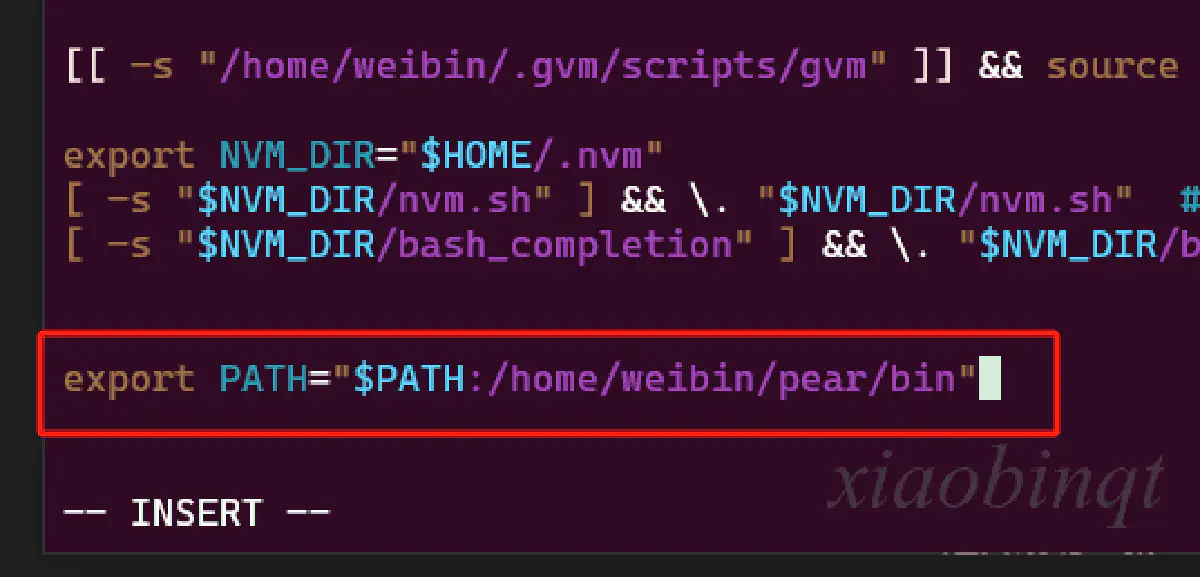 [[ -s "/home/weibin/.gvm/scripts/gvm" ]] && source
export NVM_DIR="$HOME/.nvm"
[ -s "$NVM_DIR/nvm.sh" ] && \. "$NVM_DIR/nvm.sh"  #
[ -s "$NVM_DIR/bash_completion" ] && \. "$NVM_DIR/b
export PATH="$PATH:/home/weibin/pear/bin"
xiaobinqt
-- INSERT --